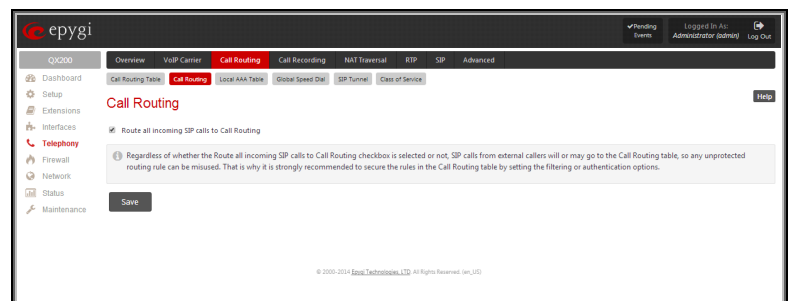 epygi
✔Pending Events
Logged In As: Administrator (admin)
Log Out
QX200
Overview VoIP Carrier Call Routing Call Recording NAT Traversal RTP SIP Advanced
Dashboard
Setup
Extensions
Interfaces
Telephony
Firewall
Network
Status
Maintenance
Call Routing Table Call Routing Local AAA Table Global Speed Dial SIP Tunnel Class of Service
Call Routing
Help
Route all incoming SIP calls to Call Routing
Regardless of whether the Route all incoming SIP calls to Call Routing checkbox is selected or not, SIP calls from external callers will or may go to the Call Routing table, so any unprotected
routing rule can be misused. That is why it is strongly recommended to secure the rules in the Call Routing table by setting the filtering or authentication options.
Save
© 2000-2014 Epygi Technologies, LTD. All Rights Reserved. (en_US)